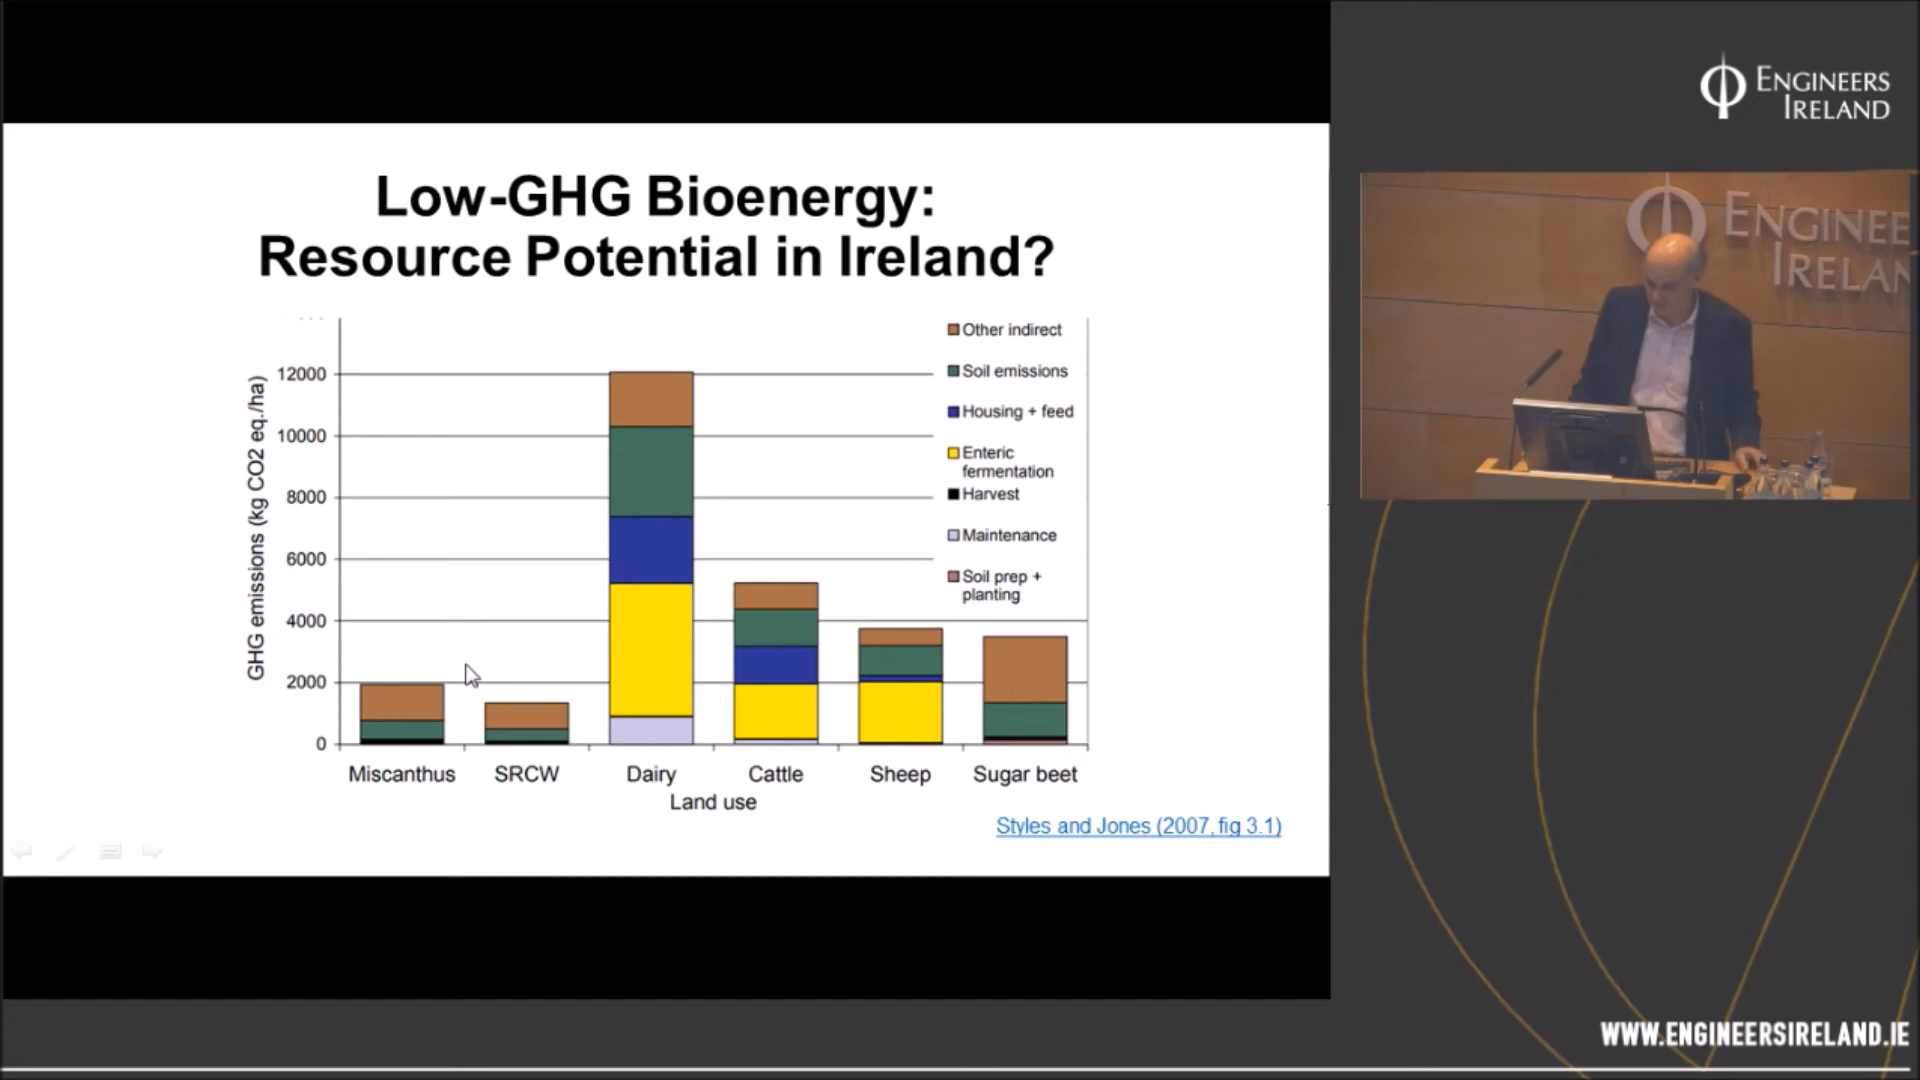 ENGINEERS
IRELAND
Low-GHG Bioenergy:
Resource Potential in Ireland?
GHG emissions (kg CO2 eq./ha)
12000
10000
8000
6000
4000
2000
0
Other indirect
Soil emissions
Housing + feed
Enteric
fermentation
Harvest
Maintenance
Soil prep +
planting
Miscanthus
SRCW
Dairy
Cattle
Sheep
Sugar beet
Land use
Styles and Jones (2007, fig 3.1)
ENGINEE
IRELAN
WWW.ENGINEERSIRELAND.IE